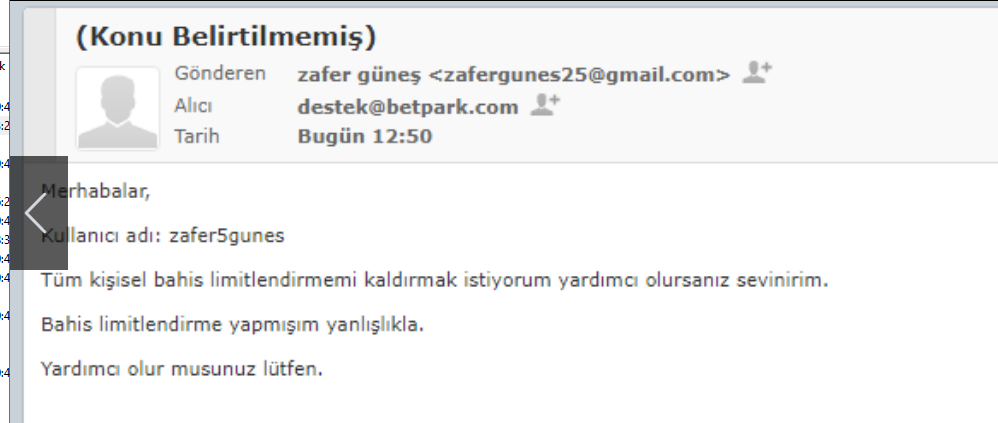 (Konu Belirtilmemiş)
Gönderen zafer güneş <zafergunes25@gmail.com>
Alıcı destek@betpark.com
Tarih Bugün 12:50
Merhabalar,
Kullanıcı adı: zafer5gunes
Tüm kişisel bahis limitlendirmemi kaldırmak istiyorum yardımcı olursanız sevinirim.
Bahis limitlendirme yapmışım yanlışlıkla.
Yardımcı olur musunuz lütfen.